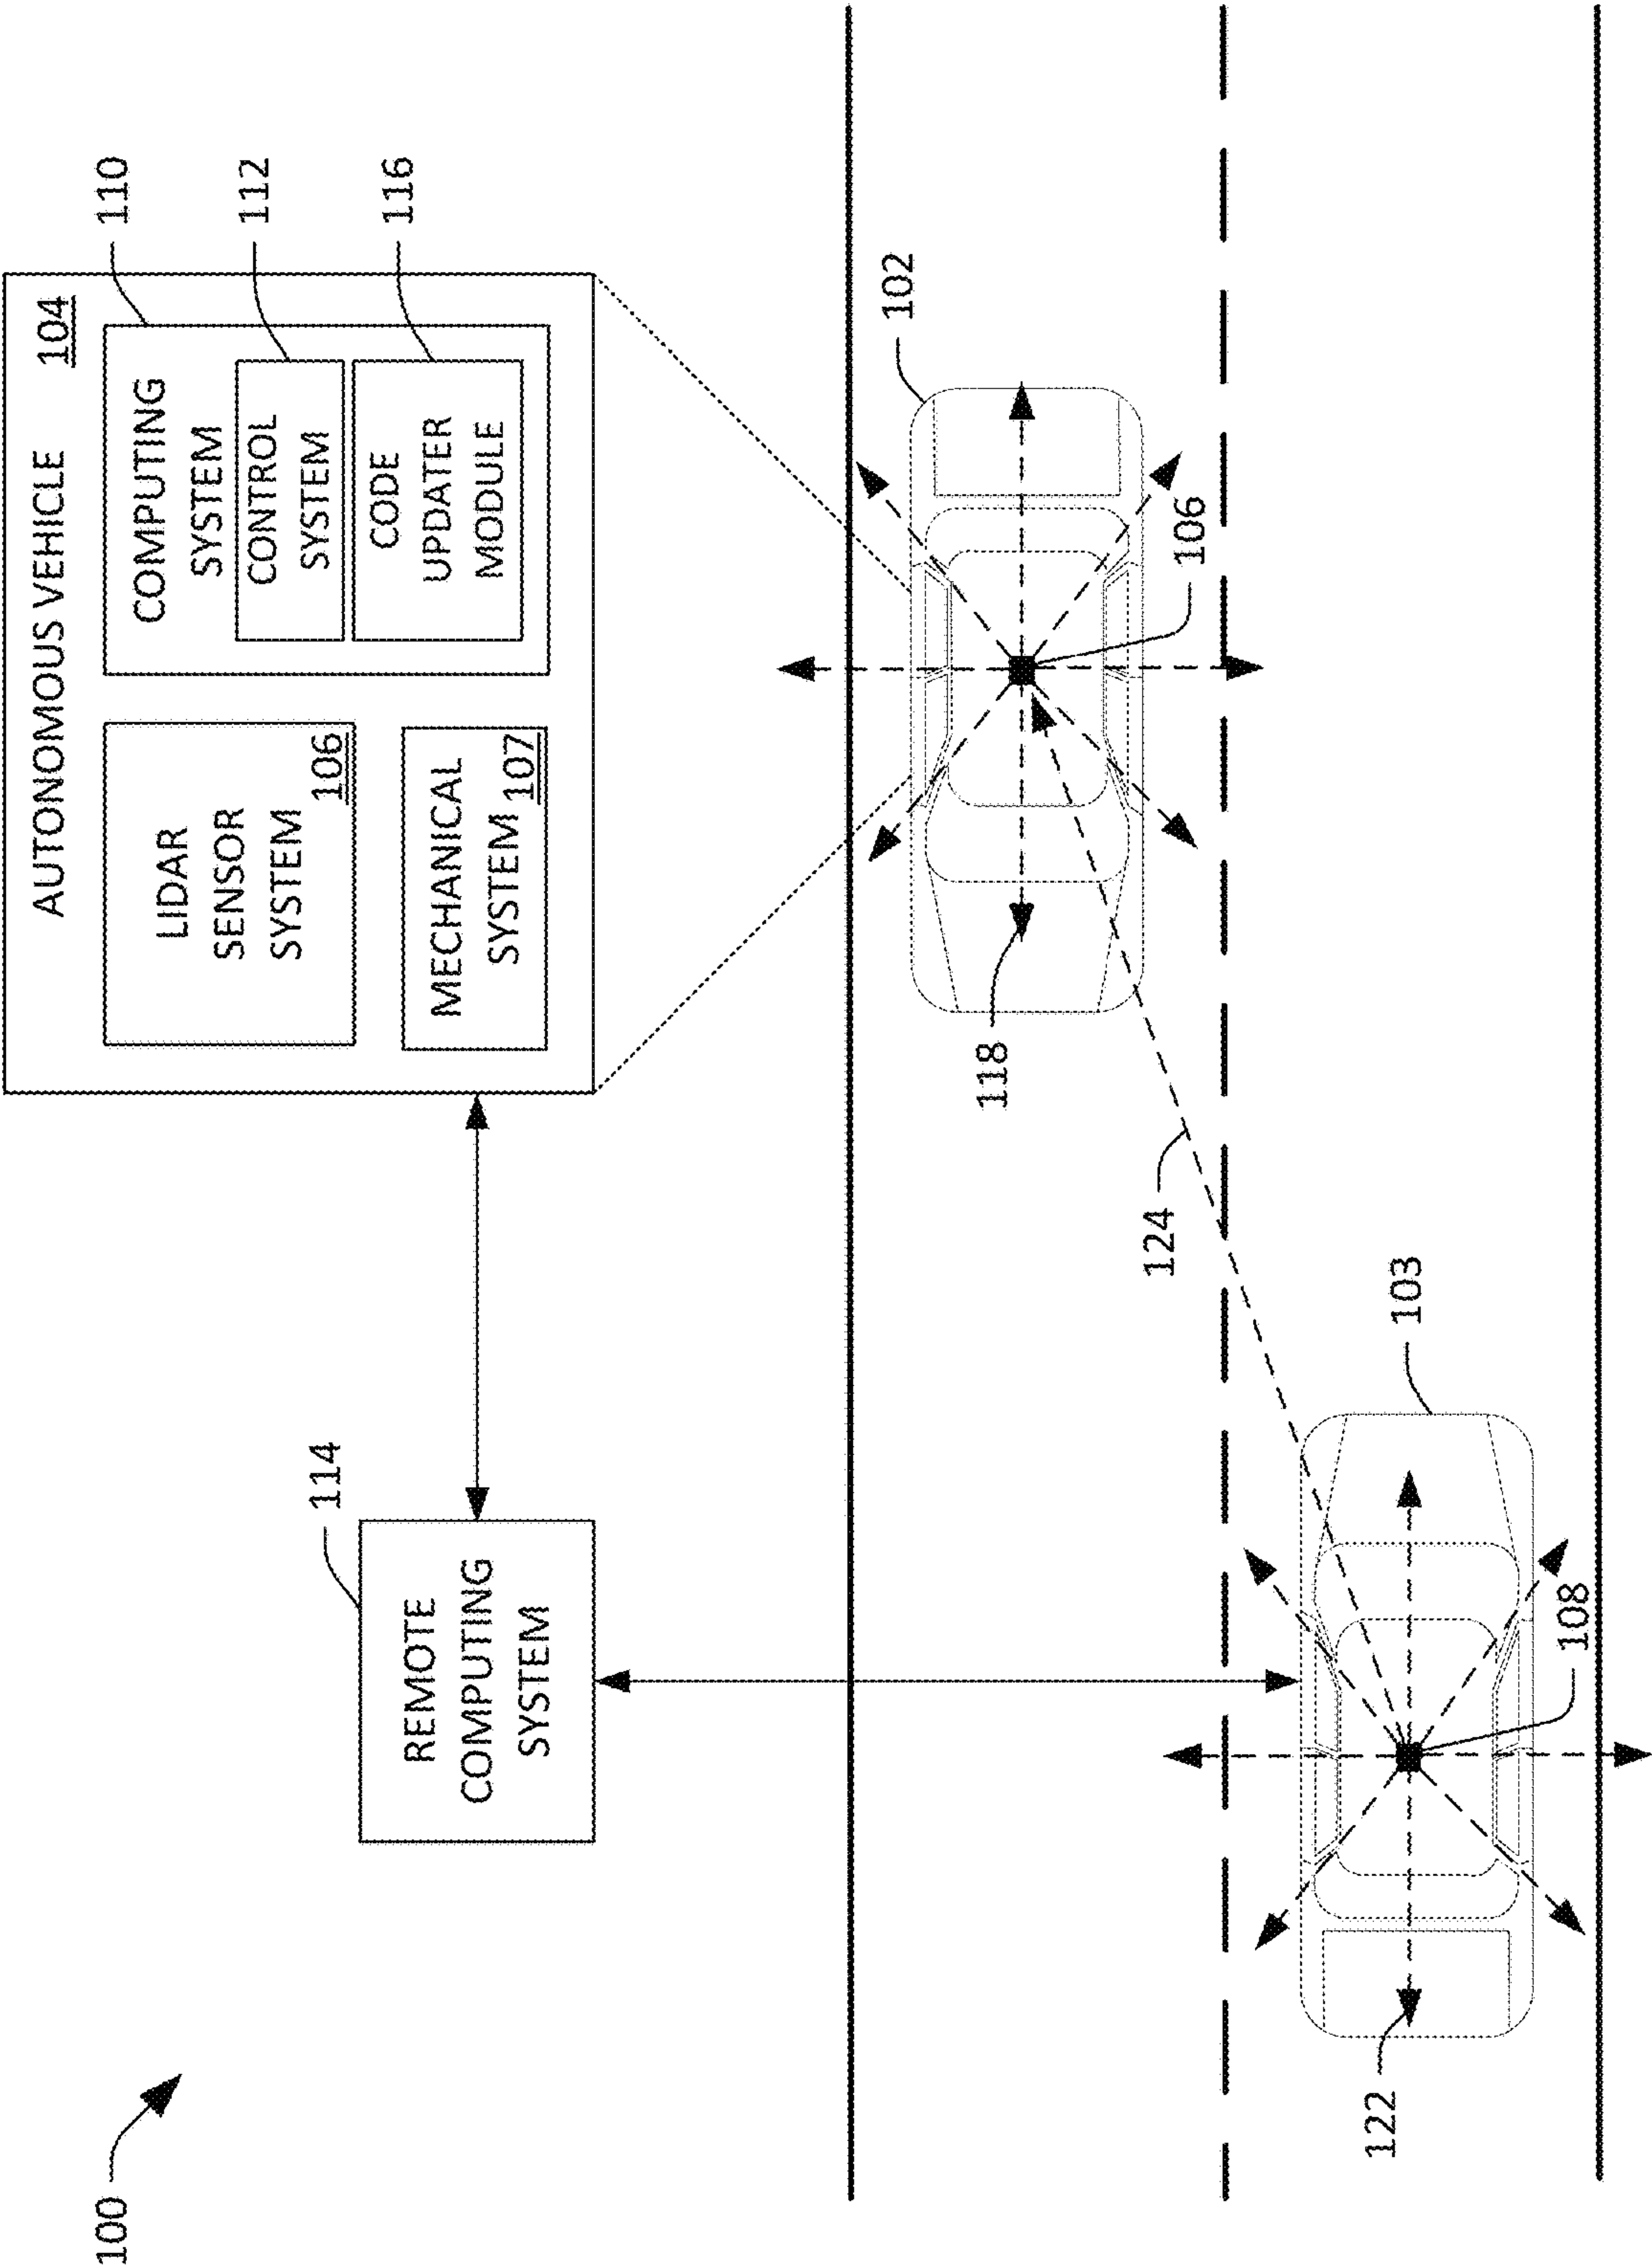 100
REMOTE
COMPUTING
SYSTEM
114
AUTONOMOUS VEHICLE 104
LIDAR
SENSOR
SYSTEM
106
MECHANICAL
SYSTEM 107
COMPUTING
SYSTEM
CONTROL
SYSTEM
CODE
UPDATER
MODULE
110
112
116
102
106
118
124
103
108
122